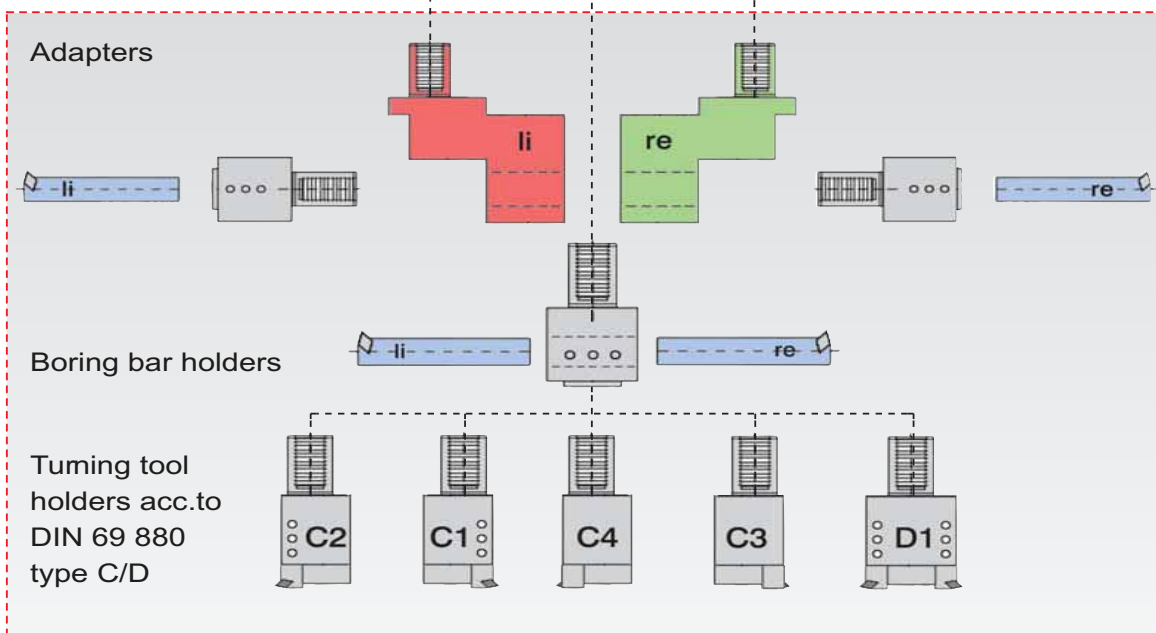 Adapters
li
re
li
re
li
re
Boring bar holders
Tuming tool
holders acc.to
DIN 69 880
type C/D
C2
C1
C4
C3
D1